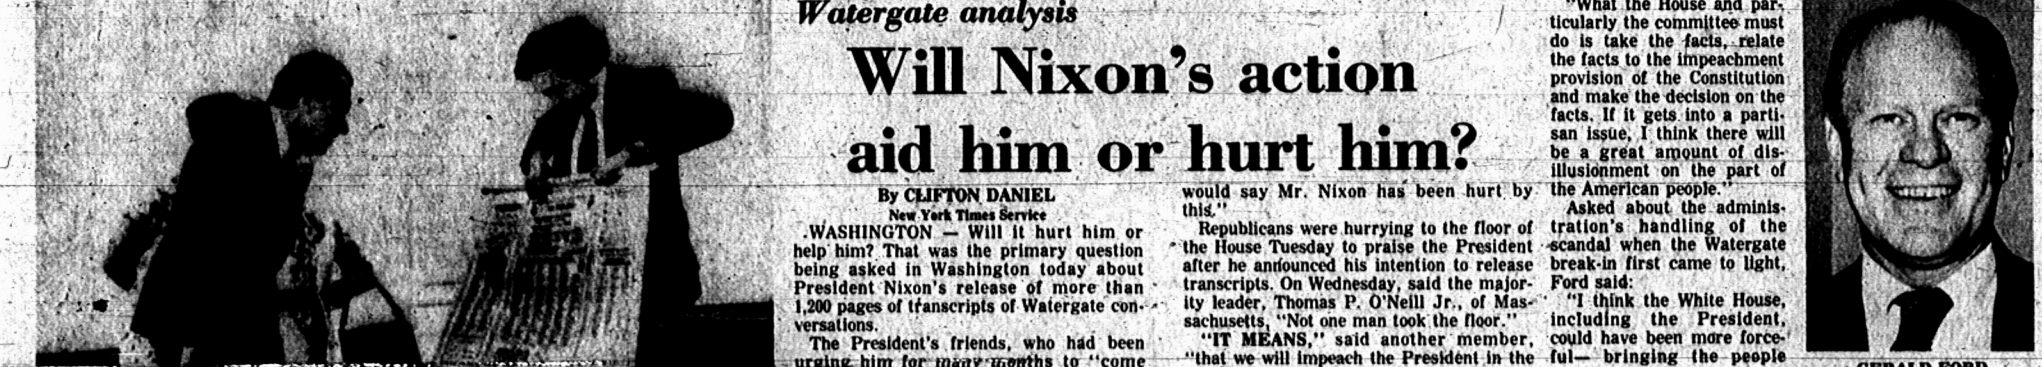 Watergate analysis
Will Nixon's action
aid him or hurt him?
By CLIFTON DANIEL
New York Times Service
WASHINGTON — Will it hurt him or
help him? That was the primary question
being asked in Washington today about
President Nixon's release of more than
1,200 pages of transcripts of Watergate con-
versations.
The President's friends, who had been
urging him for many months to "come
would say Mr. Nixon has been hurt by
this."
Republicans were hurrying to the floor of
the House Tuesday to praise the President
after he announced his intention to release
transcripts. On Wednesday, said the major-
ity leader, Thomas P. O'Neill Jr., of Mas-
sachusetts, "Not one man took the floor."
"IT MEANS," said another member,
"that we will impeach the President in the
"What the House and par-
ticularly the committee must
do is take the facts, relate
the facts to the impeachment
provision of the Constitution
and make the decision on the
facts. If it gets into a parti-
san issue, I think there will
be a great amount of dis-
illusionment on the part of
the American people."
Asked about the adminis-
tration's handling of the
scandal when the Watergate
break-in first came to light,
Ford said:
"I think the White House,
including the President,
could have been more force-
ful— bringing the people
GERALD FORD